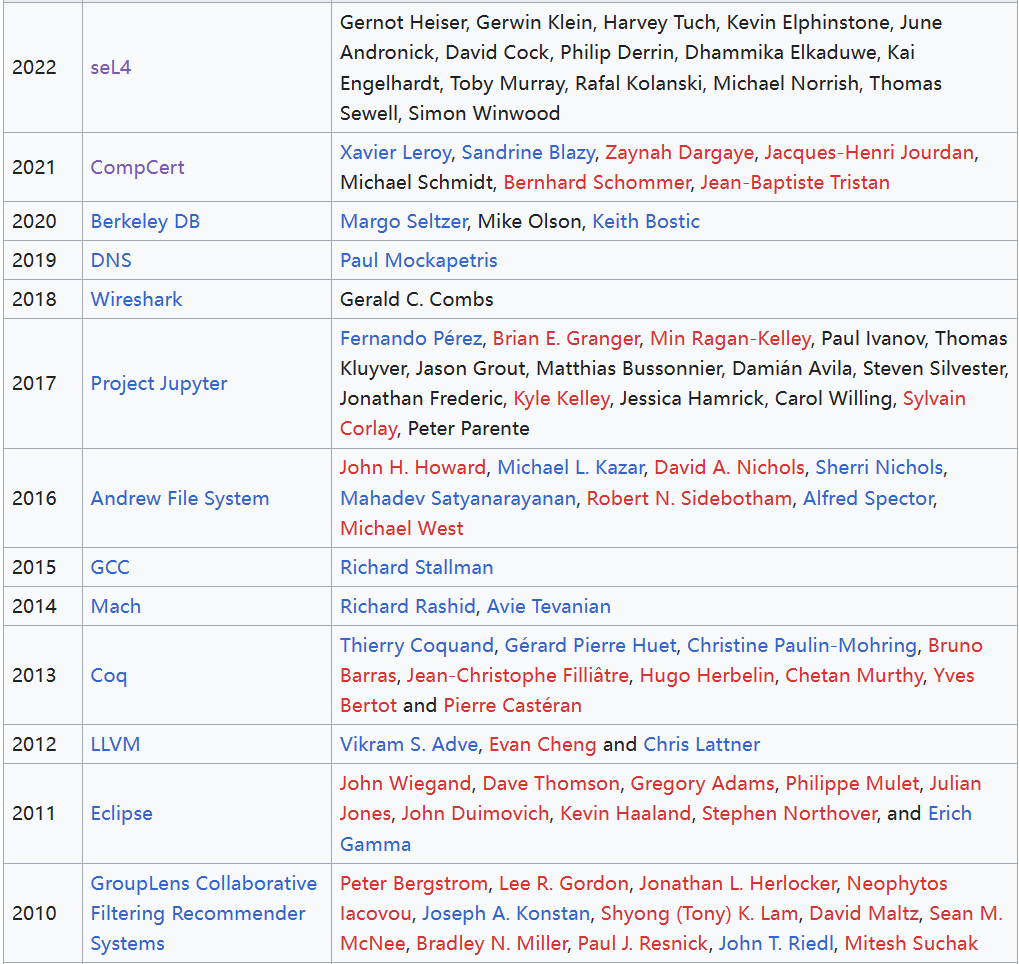 2022
seL4
Gernot Heiser, Gerwin Klein, Harvey Tuch, Kevin Elphinstone, June
Andronick, David Cock, Philip Derrin, Dhammika Elkaduwe, Kai
Engelhardt, Toby Murray, Rafal Kolanski, Michael Norrish, Thomas
Sewell, Simon Winwood
2021
CompCert
Xavier Leroy, Sandrine Blazy, Zaynah Dargaye, Jacques-Henri Jourdan,
Michael Schmidt, Bernhard Schommer, Jean-Baptiste Tristan
2020
Berkeley DB
Margo Seltzer, Mike Olson, Keith Bostic
2019
DNS
Paul Mockapetris
2018
Wireshark
Gerald C. Combs
2017
Project Jupyter
Fernando Pérez, Brian E. Granger, Min Ragan-Kelley, Paul Ivanov, Thomas
Kluyver, Jason Grout, Matthias Bussonnier, Damián Avila, Steven Silvester,
Jonathan Frederic, Kyle Kelley, Jessica Hamrick, Carol Willing, Sylvain
Corlay, Peter Parente
2016
Andrew File System
John H. Howard, Michael L. Kazar, David A. Nichols, Sherri Nichols,
Mahadev Satyanarayanan, Robert N. Sidebotham, Alfred Spector,
Michael West
2015
GCC
Richard Stallman
2014
Mach
Richard Rashid, Avie Tevanian
2013
Coq
Thierry Coquand, Gérard Pierre Huet, Christine Paulin-Mohring, Bruno
Barras, Jean-Christophe Filliâtre, Hugo Herbelin, Chetan Murthy, Yves
Bertot and Pierre Castéran
2012
LLVM
Vikram S. Adve, Evan Cheng and Chris Lattner
2011
Eclipse
John Wiegand, Dave Thomson, Gregory Adams, Philippe Mulet, Julian
Jones, John Duimovich, Kevin Haaland, Stephen Northover, and Erich
Gamma
2010
GroupLens Collaborative
Filtering Recommender
Systems
Peter Bergstrom, Lee R. Gordon, Jonathan L. Herlocker, Neophytos
Iacovou, Joseph A. Konstan, Shyong (Tony) K. Lam, David Maltz, Sean M.
McNee, Bradley N. Miller, Paul J. Resnick, John T. Riedl, Mitesh Suchak